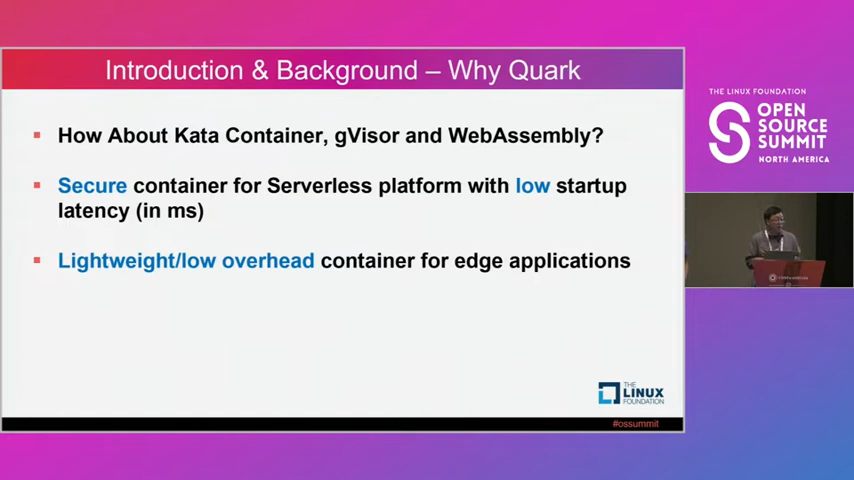 Introduction & Background – Why Quark
How About Kata Container, gVisor and WebAssembly?
Secure container for Serverless platform with low startup
latency (in ms)
Lightweight/low overhead container for edge applications
THE
LINUX
FOUNDATION
#ossummit
THE LINUX FOUNDATION
OPEN
SOURCE
SUMMIT
NORTH AMERICA